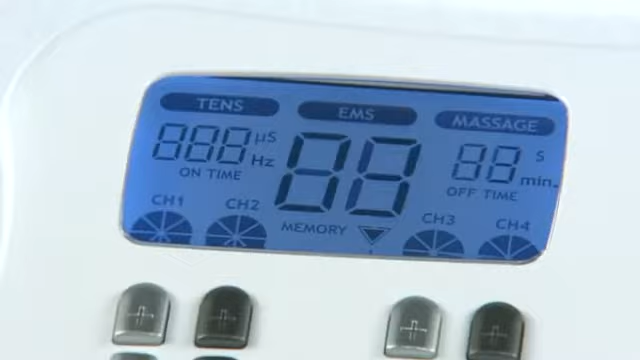 TENS EMS MASSAGE
888 µS Hz 88 88 S min.
ON TIME OFF TIME
CH1 CH2 MEMORY CH3 CH4
+ + + +